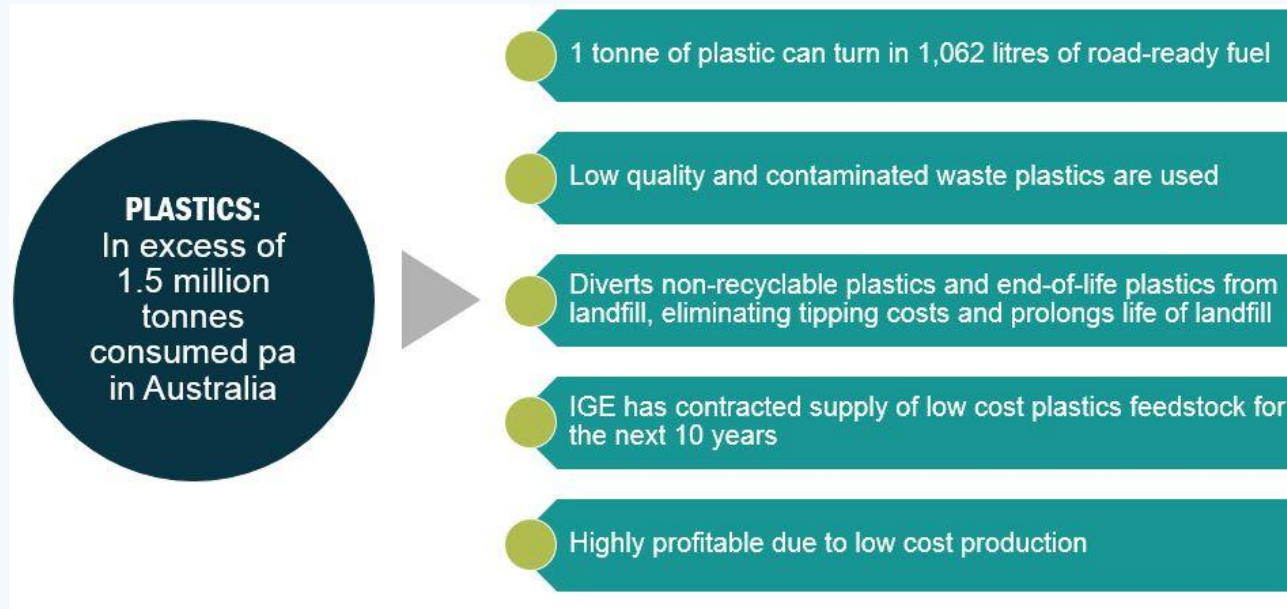 PLASTICS:
In excess of
1.5 million
tonnes
consumed pa
in Australia
1 tonne of plastic can turn in 1,062 litres of road-ready fuel
Low quality and contaminated waste plastics are used
Diverts non-recyclable plastics and end-of-life plastics from
landfill, eliminating tipping costs and prolongs life of landfill
IGE has contracted supply of low cost plastics feedstock for
the next 10 years
Highly profitable due to low cost production